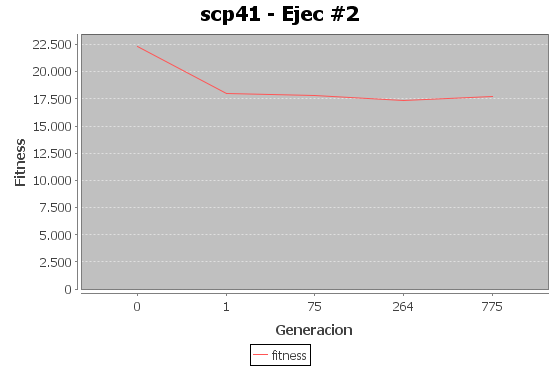 scp41 - Ejec #2
Fitness
22.500
20.000
17.500
15.000
12.500
10.000
7.500
5.000
2.500
0
0 1 75 264 775
Generacion
fitness